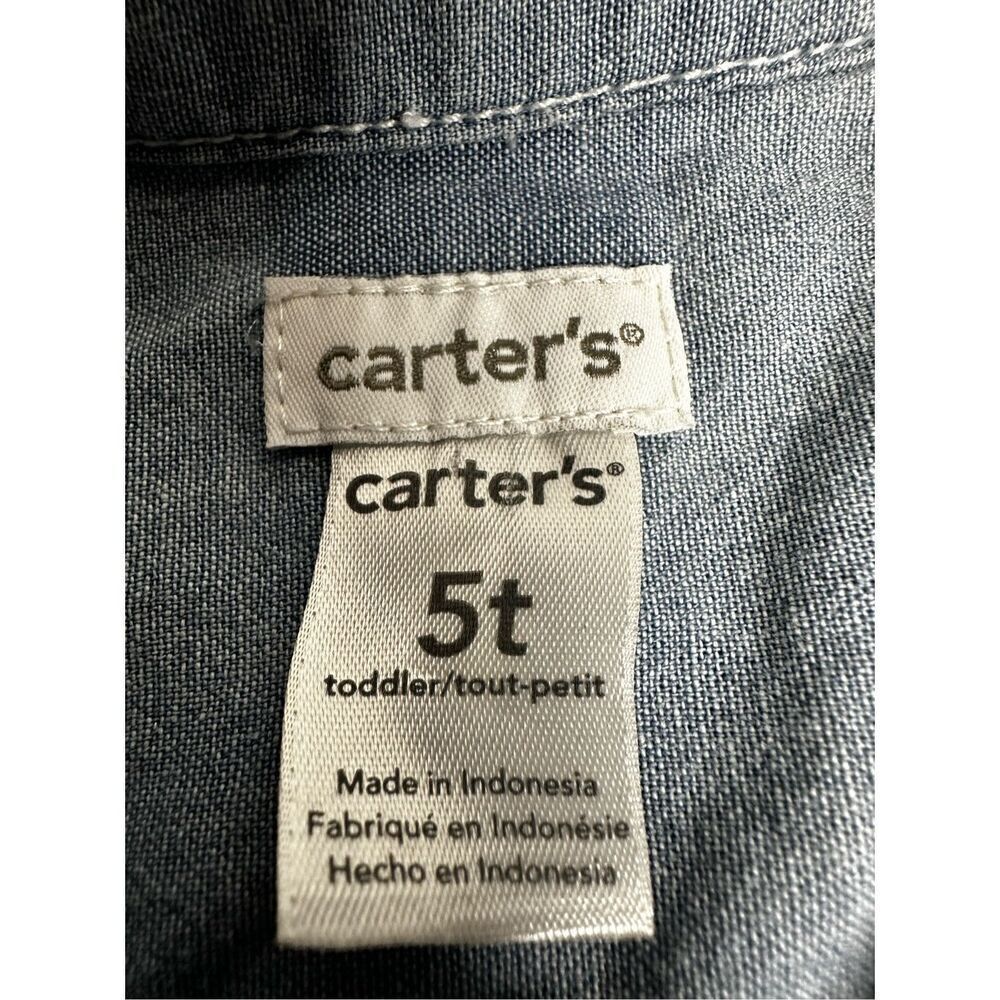 carter's®
carter's®
5t
toddler/tout-petit
Made in Indonesia
Fabriqué en Indonésie
Hecho en Indonesia